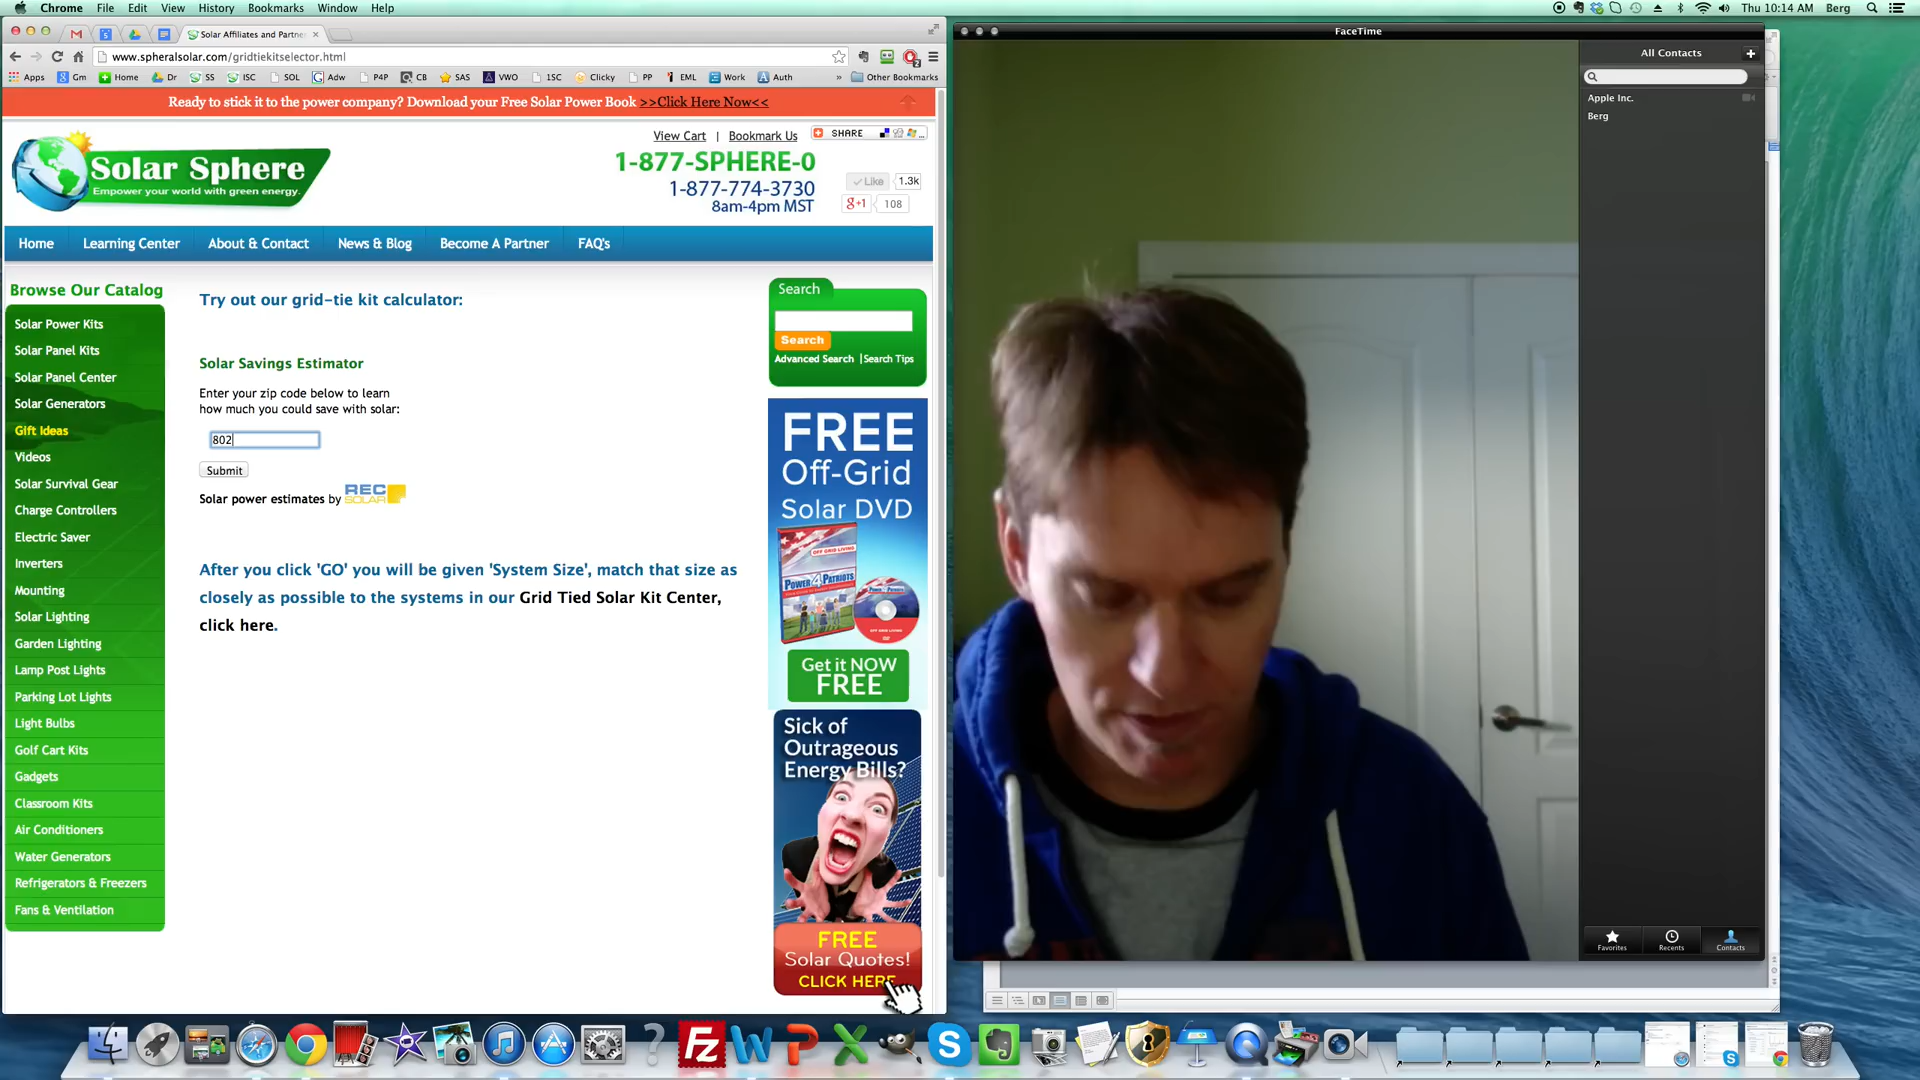 Chrome File Edit View History Bookmarks Window Help
Thu 10:14 AM Berg
Solar Affiliates and Partne
www.spheralsolar.com/gridtiekitselector.html
Apps Gm Home Dr SS ISC SOL Adw P4P CB SAS VWO 1SC Clicky PP EML Work Auth » Other Bookmarks
Ready to stick it to the power company? Download your Free Solar Power Book >>Click Here Now<<
View Cart | Bookmark Us
SHARE
Solar Sphere
Empower your world with green energy.
1-877-SPHERE-0
1-877-774-3730
8am-4pm MST
Like 1.3k
g+1 108
Home Learning Center About & Contact News & Blog Become A Partner FAQ's
Browse Our Catalog
Solar Power Kits
Solar Panel Kits
Solar Panel Center
Solar Generators
Gift Ideas
Videos
Solar Survival Gear
Charge Controllers
Electric Saver
Inverters
Mounting
Solar Lighting
Garden Lighting
Lamp Post Lights
Parking Lot Lights
Light Bulbs
Golf Cart Kits
Gadgets
Classroom Kits
Air Conditioners
Water Generators
Refrigerators & Freezers
Fans & Ventilation
Try out our grid-tie kit calculator:
Solar Savings Estimator
Enter your zip code below to learn
how much you could save with solar:
802
Submit
Solar power estimates by REC SOLAR
After you click 'GO' you will be given 'System Size', match that size as
closely as possible to the systems in our Grid Tied Solar Kit Center,
click here.
Search
Search
Advanced Search | Search Tips
FREE
Off-Grid
Solar DVD
OFF GRID LIVING
POWER4PATRIOTS
OFF GRID LIVING
Get it NOW
FREE
Sick of
Outrageous
Energy Bills?
FREE
Solar Quotes!
CLICK HERE
FaceTime
All Contacts
Apple Inc.
Berg
Favorites Recents Contacts